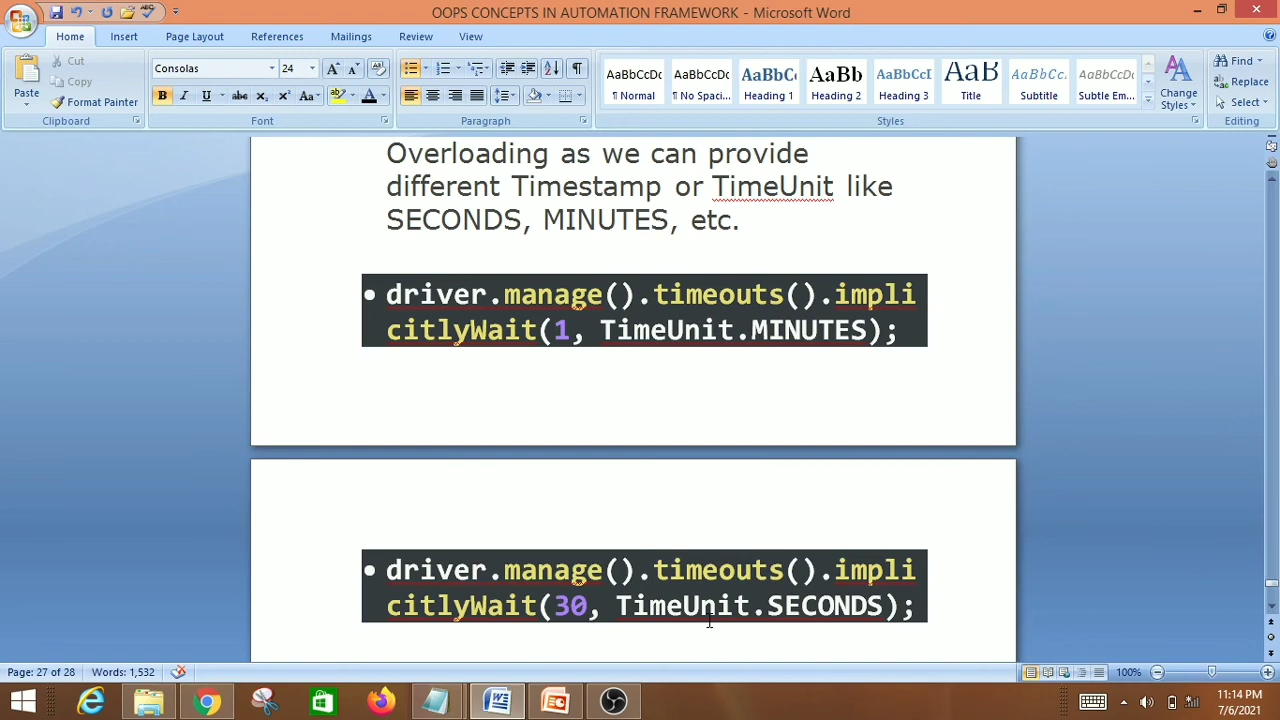 OOPS CONCEPTS IN AUTOMATION FRAMEWORK - Microsoft Word
Home Insert Page Layout References Mailings Review View
Paste
Cut
Copy
Format Painter
Clipboard
Consolas 24
Font
Paragraph
AaBbCcDc AaBbCcDc AaBbCc AaBbCc AaBbCcI AaB AaBbCcL AaBbCcDc
¶ Normal ¶ No Spaci... Heading 1 Heading 2 Heading 3 Title Subtitle Subtle Em...
Change Styles
Styles
Find
Replace
Select
Editing
Overloading as we can provide
different Timestamp or TimeUnit like
SECONDS, MINUTES, etc.
• driver.manage().timeouts().impli
citlyWait(1, TimeUnit.MINUTES);
• driver.manage().timeouts().impli
citlyWait(30, TimeUnit.SECONDS);
Page: 27 of 28 Words: 1,532 100%
11:14 PM
7/6/2021